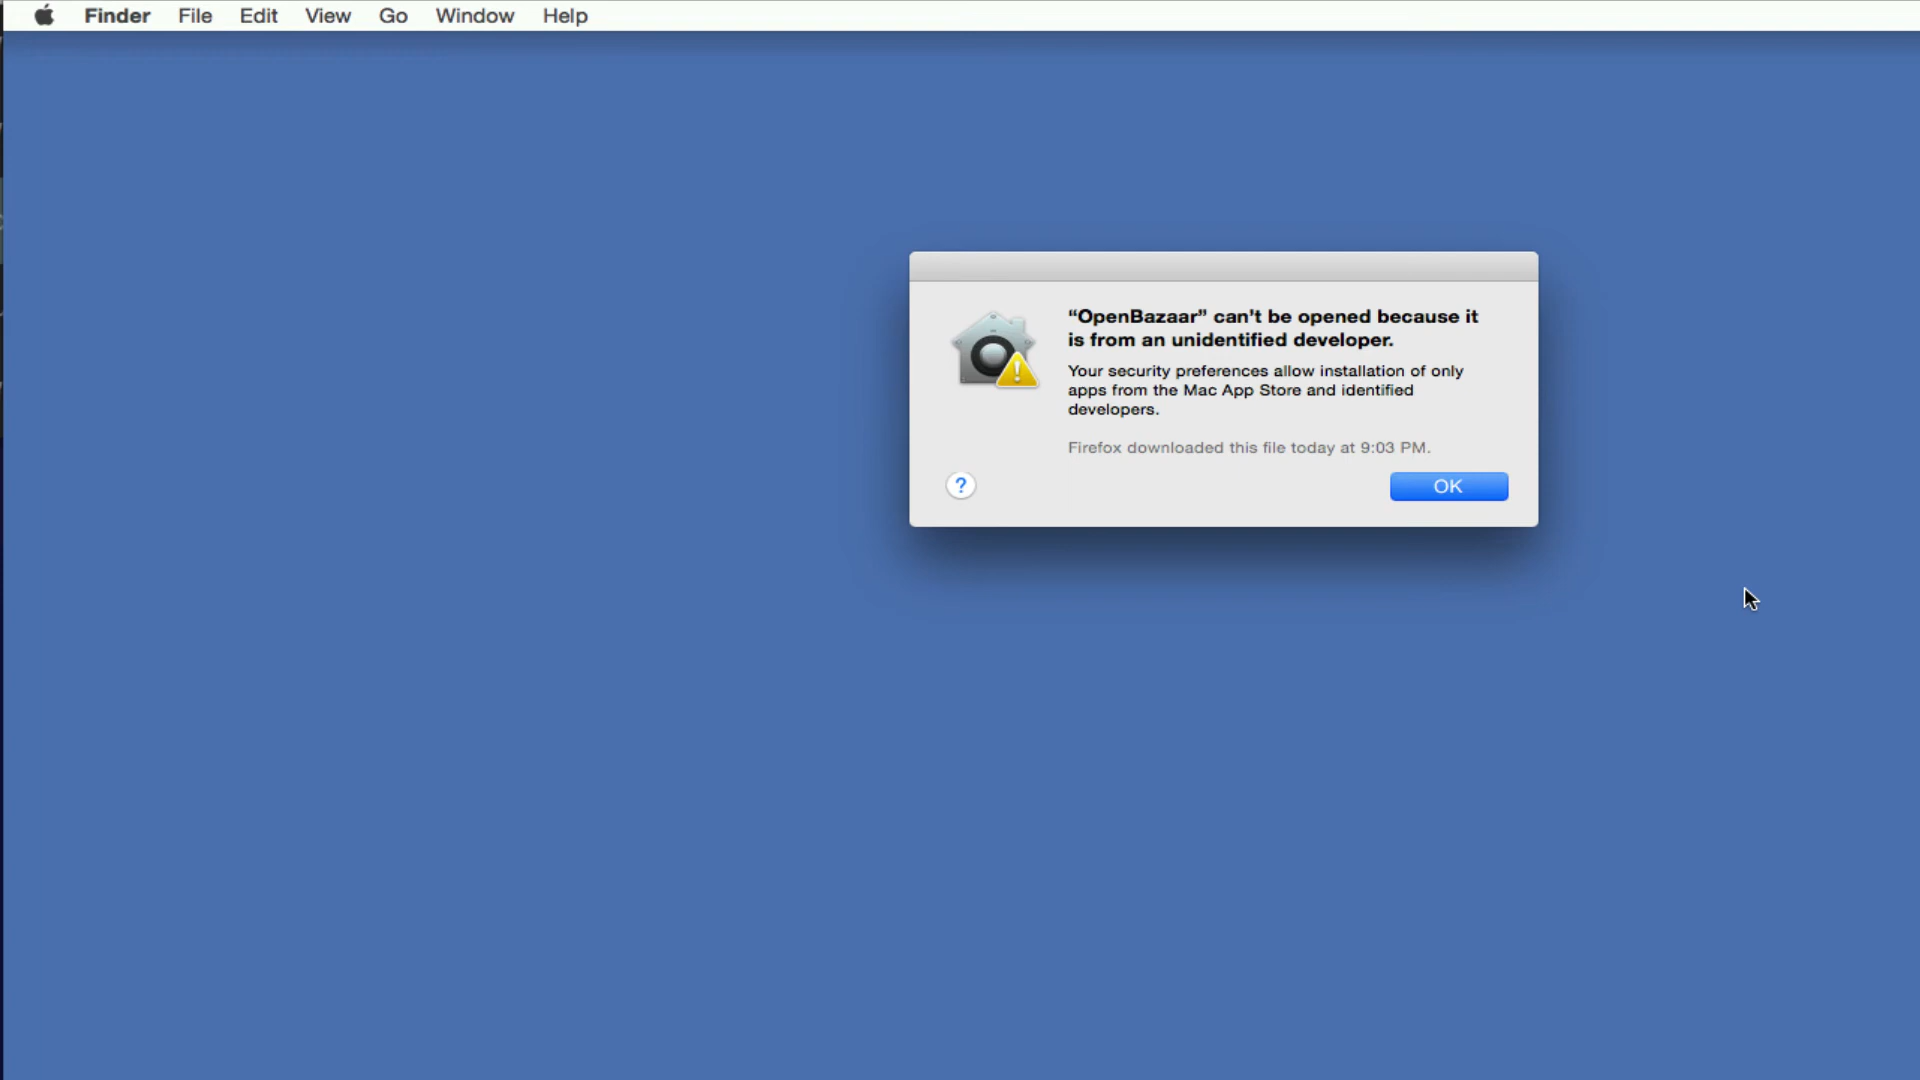 Finder File Edit View Go Window Help
“OpenBazaar” can’t be opened because it
is from an unidentified developer.
Your security preferences allow installation of only
apps from the Mac App Store and identified
developers.
Firefox downloaded this file today at 9:03 PM.
? OK